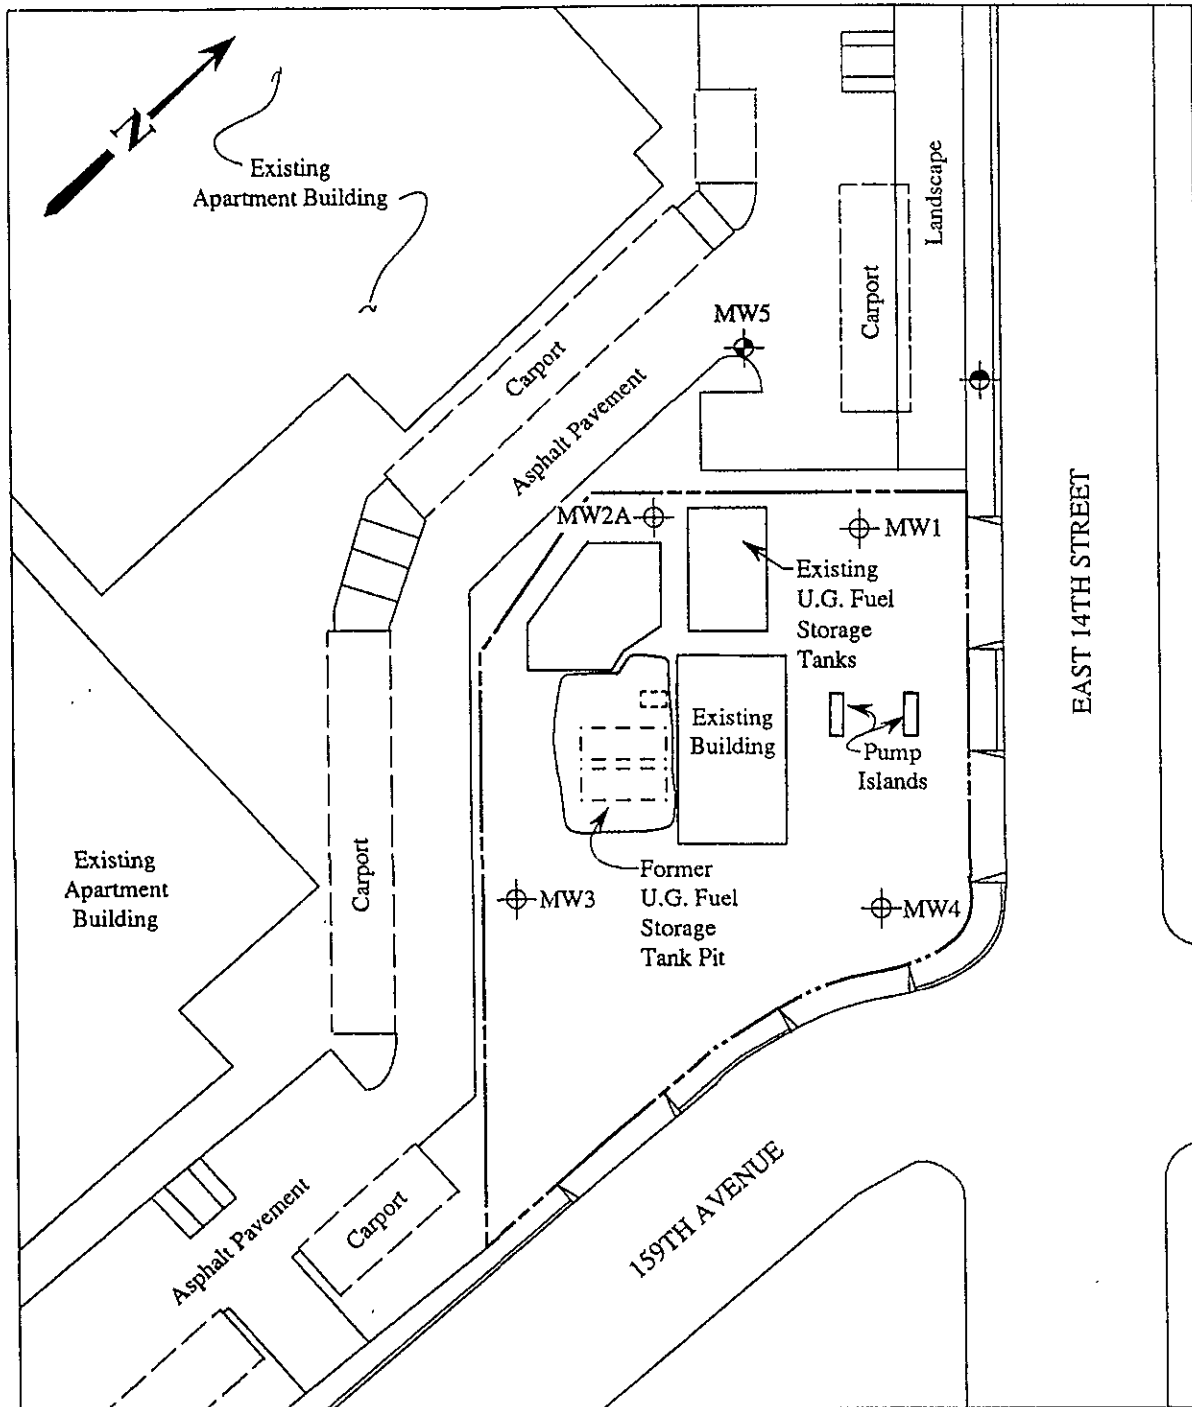 N
Existing
Apartment Building
Landscape
Carport
MW5
Carport
Asphalt Pavement
MW2A
MW1
Existing
U.G. Fuel
Storage
Tanks
EAST 14TH STREET
Existing
Building
Pump
Islands
Existing
Apartment
Building
Carport
Former
U.G. Fuel
Storage
Tank Pit
MW3
MW4
159TH AVENUE
Carport
Asphalt Pavement